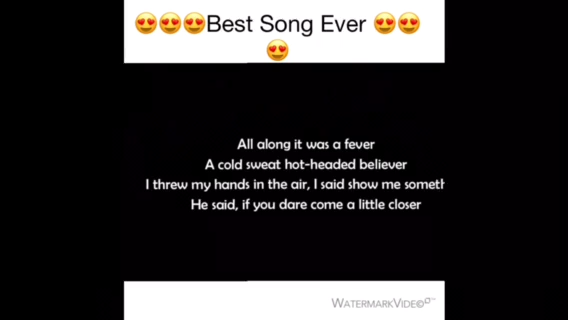 😍😍😍Best Song Ever 😍😍
😍
All along it was a fever
A cold sweat hot-headed believer
I threw my hands in the air, I said show me someth
He said, if you dare come a little closer
WATERMARKVIDEO©